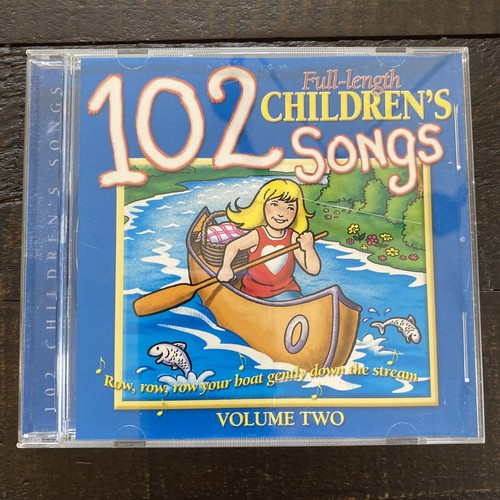 102
Full-length
CHILDREN'S
SONGS
Row, row, row your boat gently down the stream
VOLUME TWO
102 CHILDREN'S SONGS